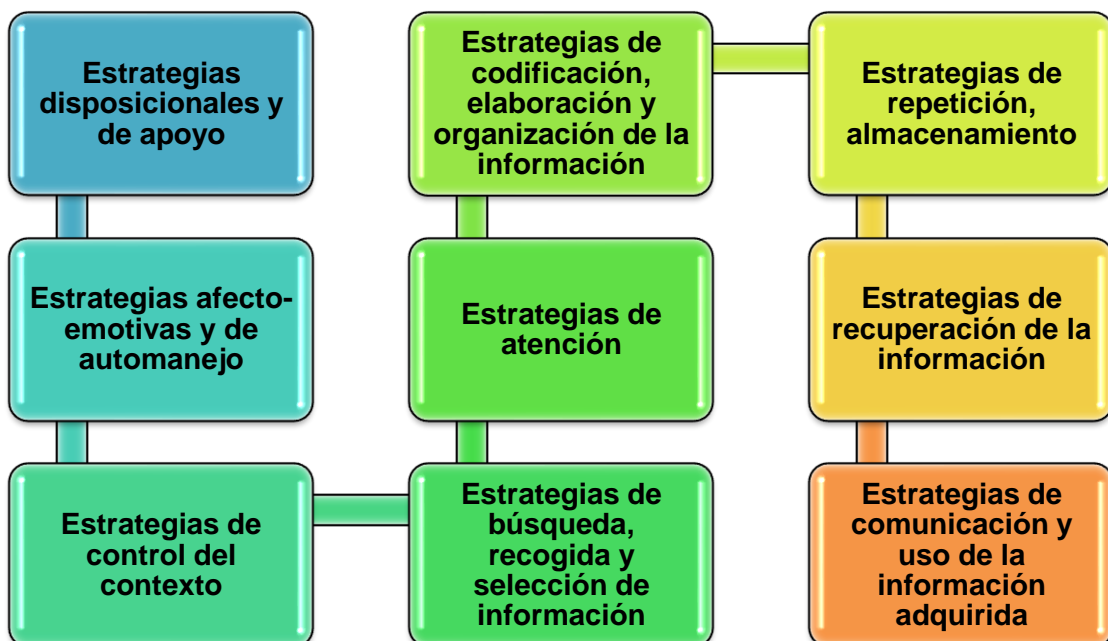 Estrategias
disposicionales y
de apoyo
Estrategias afecto-
emotivas y de
automanejo
Estrategias de
control del
contexto
Estrategias de
búsqueda,
recogida y
selección de
información
Estrategias de
atención
Estrategias de
codificación,
elaboración y
organización de la
información
Estrategias de
repetición,
almacenamiento
Estrategias de
recuperación de la
información
Estrategias de
comunicación y
uso de la
información
adquirida